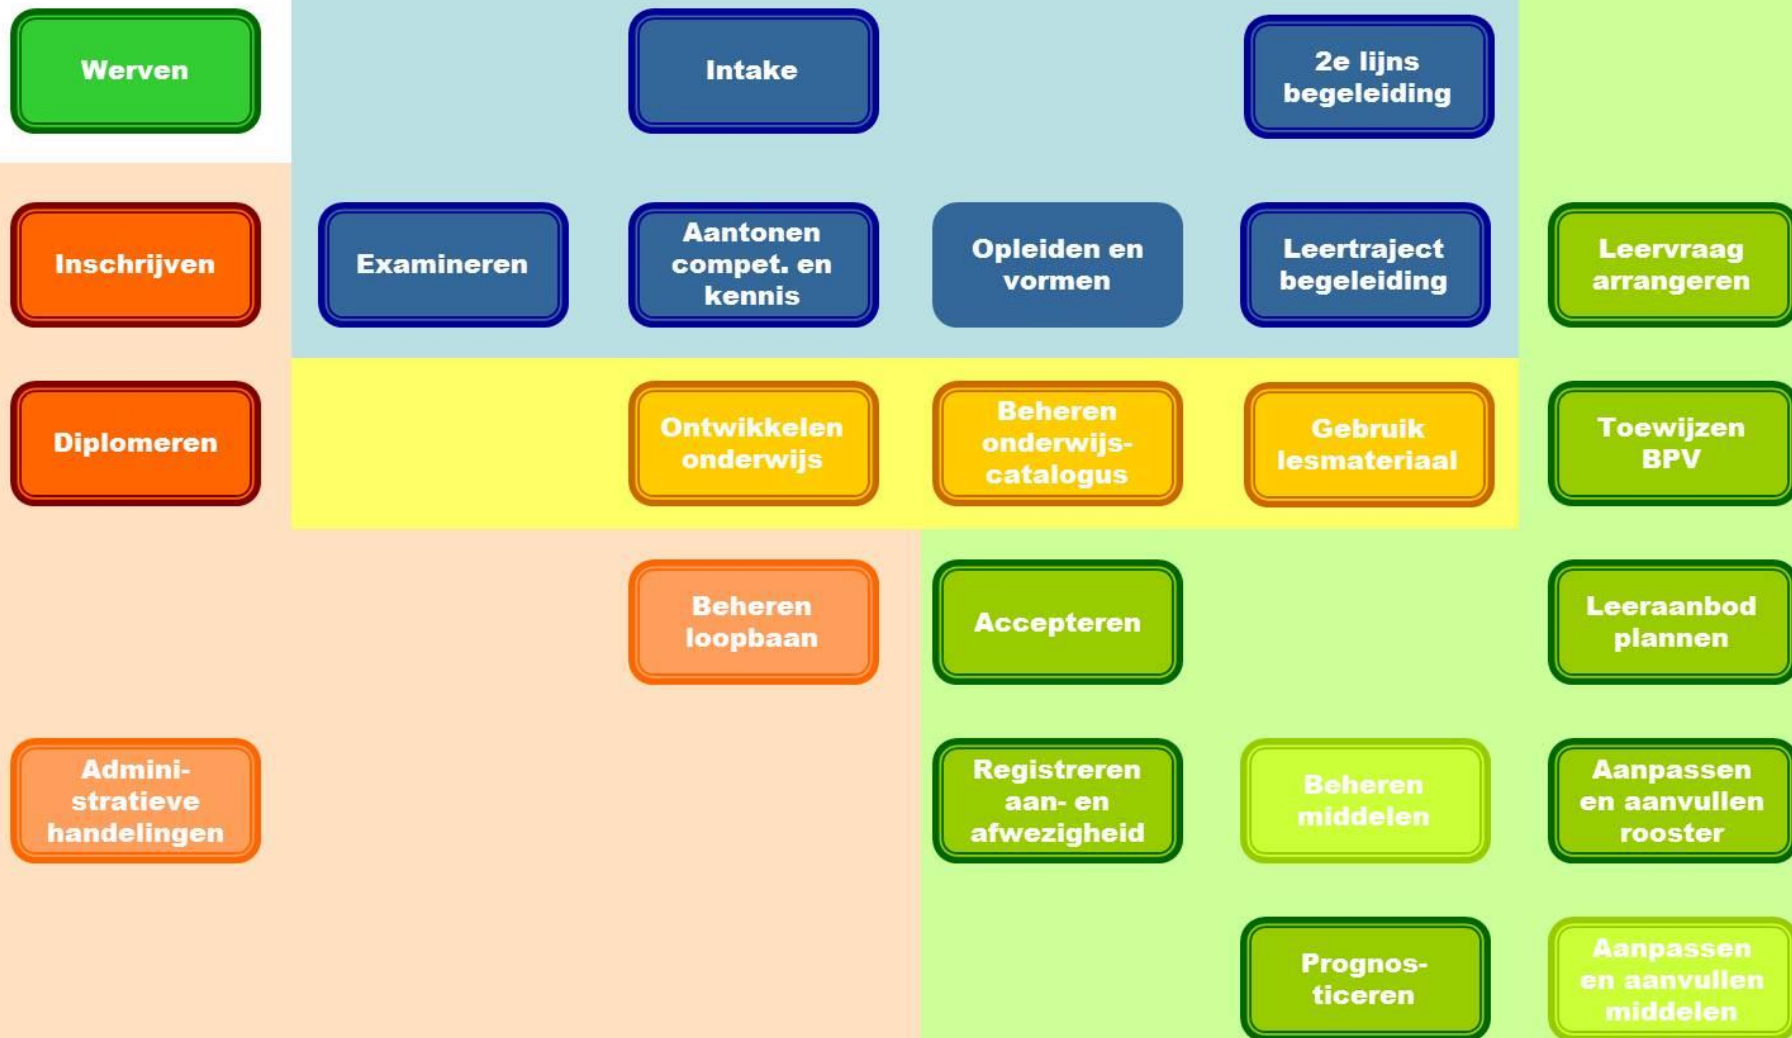 Werven
Intake
2e lijns
begeleiding
Inschrijven
Examineren
Aantonen
compet. en
kennis
Opleiden en
vormen
Leertraject
begeleiding
Leervraag
arrangeren
Diplomeren
Ontwikkelen
onderwijs
Beheren
onderwijs-
catalogus
Gebruik
lesmateriaal
Toewijzen
BPV
Beheren
loopbaan
Accepteren
Leeraanbod
plannen
Admini-
stratieve
handelingen
Registreren
aan- en
afwezigheid
Beheren
middelen
Aanpassen
en aanvullen
rooster
Prognos-
ticeren
Aanpassen
en aanvullen
middelen